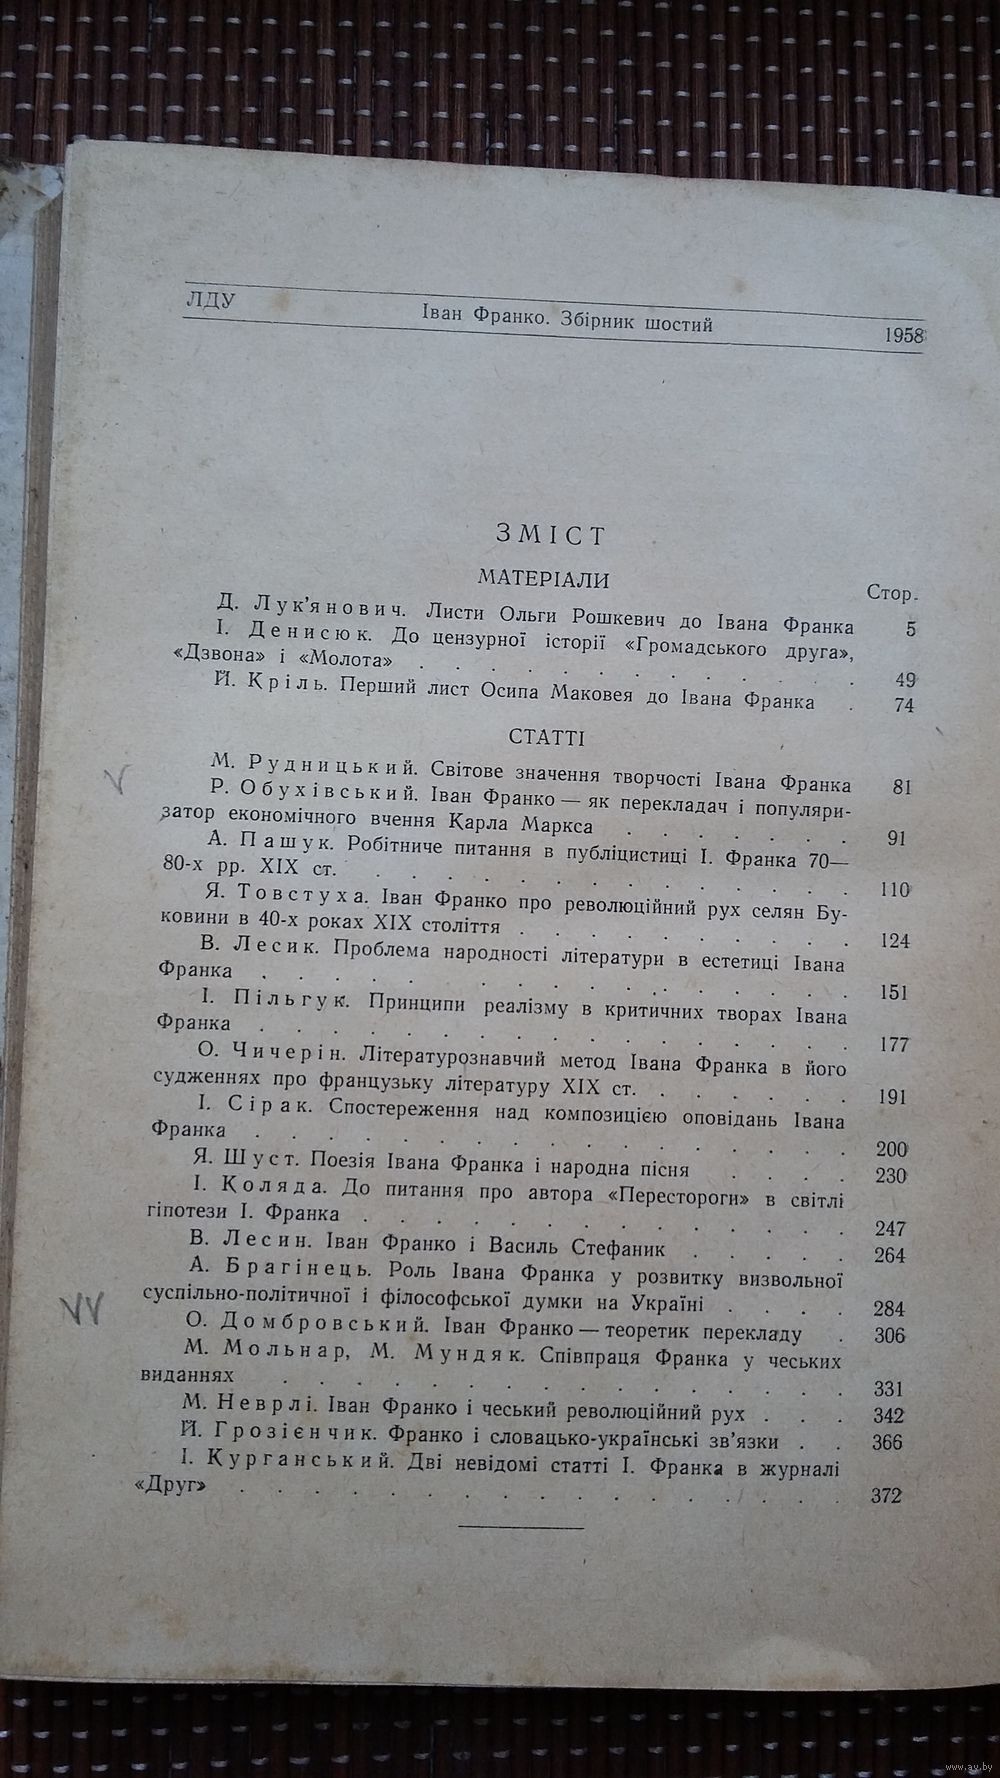 ЛДУ Іван Франко. Збірник шостий 1958
ЗМІСТ
МАТЕРІАЛИ
Стор.
Д. Лук’янович. Листи Ольги Рошкевич до Івана Франка 5
І. Денисюк. До цензурної історії «Громадського друга»,
«Дзвона» і «Молота» . . . . . . . . . . . 49
Й. Кріль. Перший лист Осипа Маковея до Івана Франка . 74
СТАТТІ
М. Рудницький. Світове значення творчості Івана Франка 81
Р. Обухівський. Іван Франко — як перекладач і популяри-
затор економічного вчення Карла Маркса . . . . . . . 91
А. Пашук. Робітниче питання в публіцистиці І. Франка 70—
80-х рр. XIX ст. . . . . . . . . . . . . . 110
Я. Товстуха. Іван Франко про революційний рух селян Бу-
ковини в 40-х роках XIX століття . . . . . . . . . 124
В. Лесик. Проблема народності літератури в естетиці Івана
Франка . . . . . . . . . . . . . . . . 151
І. Пільгук. Принципи реалізму в критичних творах Івана
Франка . . . . . . . . . . . . . . . . 177
О. Чичерін. Літературознавчий метод Івана Франка в його
судженнях про французьку літературу XIX ст. . . . . . . 191
І. Сірак. Спостереження над композицією оповідань Івана
Франка . . . . . . . . . . . . . . . . 200
Я. Шуст. Поезія Івана Франка і народна пісня . . . . 230
І. Коляда. До питання про автора «Перестороги» в світлі
гіпотези І. Франка . . . . . . . . . . . . . 247
В. Лесин. Іван Франко і Василь Стефаник . . . . . 264
А. Брагінець. Роль Івана Франка у розвитку визвольної
суспільно-політичної і філософської думки на Україні . . . . 284
О. Домбровський. Іван Франко — теоретик перекладу . 306
М. Мольнар, М. Мундяк. Співпраця Франка у чеських
виданнях . . . . . . . . . . . . . . . 331
М. Неврлі. Іван Франко і чеський революційний рух . . . 342
Й. Грозієнчик. Франко і словацько-українські зв’язки . . 366
І. Курганський. Дві невідомі статті І. Франка в журналі
«Друг» . . . . . . . . . . . . . . . . 372
www.ay.by